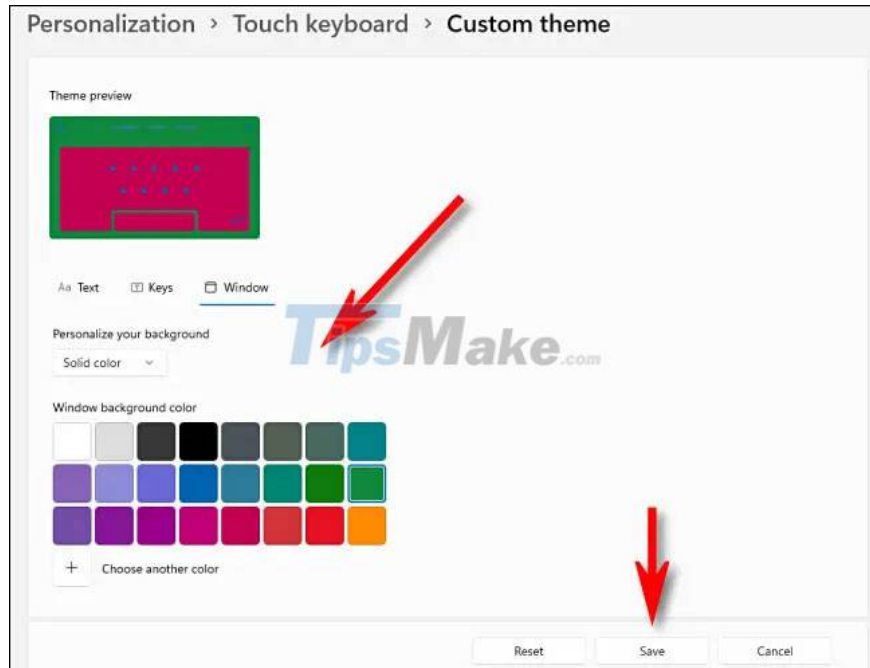 Personalization > Touch keyboard > Custom theme
Theme preview
Aa Text Keys Window
Personalize your background
Solid color
TipsMake.com
Window background color
+ Choose another color
Reset Save Cancel